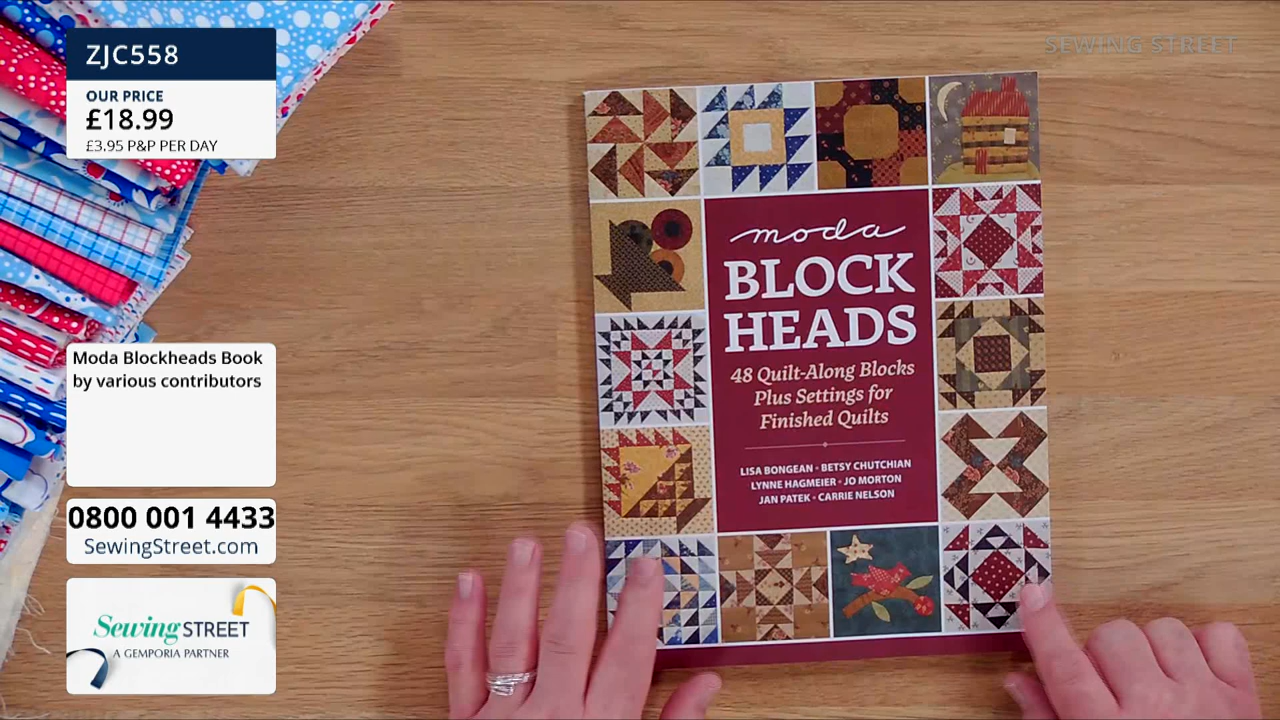 ZJC558
OUR PRICE
£18.99
£3.95 P&P PER DAY
Moda Blockheads Book
by various contributors
0800 001 4433
SewingStreet.com
Sewing STREET
A GEMPORIA PARTNER
SEWING STREET
moda
BLOCK
HEADS
48 Quilt-Along Blocks
Plus Settings for
Finished Quilts
LISA BONGEAN • BETSY CHUTCHIAN
LYNNE HAGMEIER • JO MORTON
JAN PATEK • CARRIE NELSON